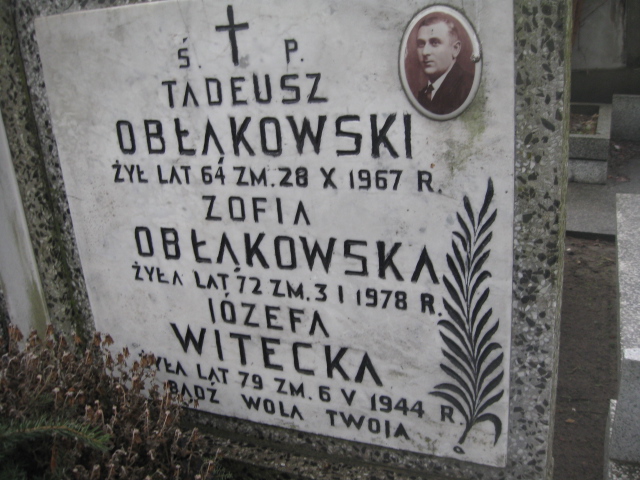 Ś. P.
TADEUSZ
OBŁĄKOWSKI
ŻYŁ LAT 64 ZM. 28 X 1967 R.
ZOFIA
OBŁĄKOWSKA
ŻYŁA LAT 72 ZM. 3 I 1978 R.
JÓZEFA
WITECKA
ŻYŁA LAT 79 ZM. 6 V 1944 R.
BĄDŹ WOLA TWOJA